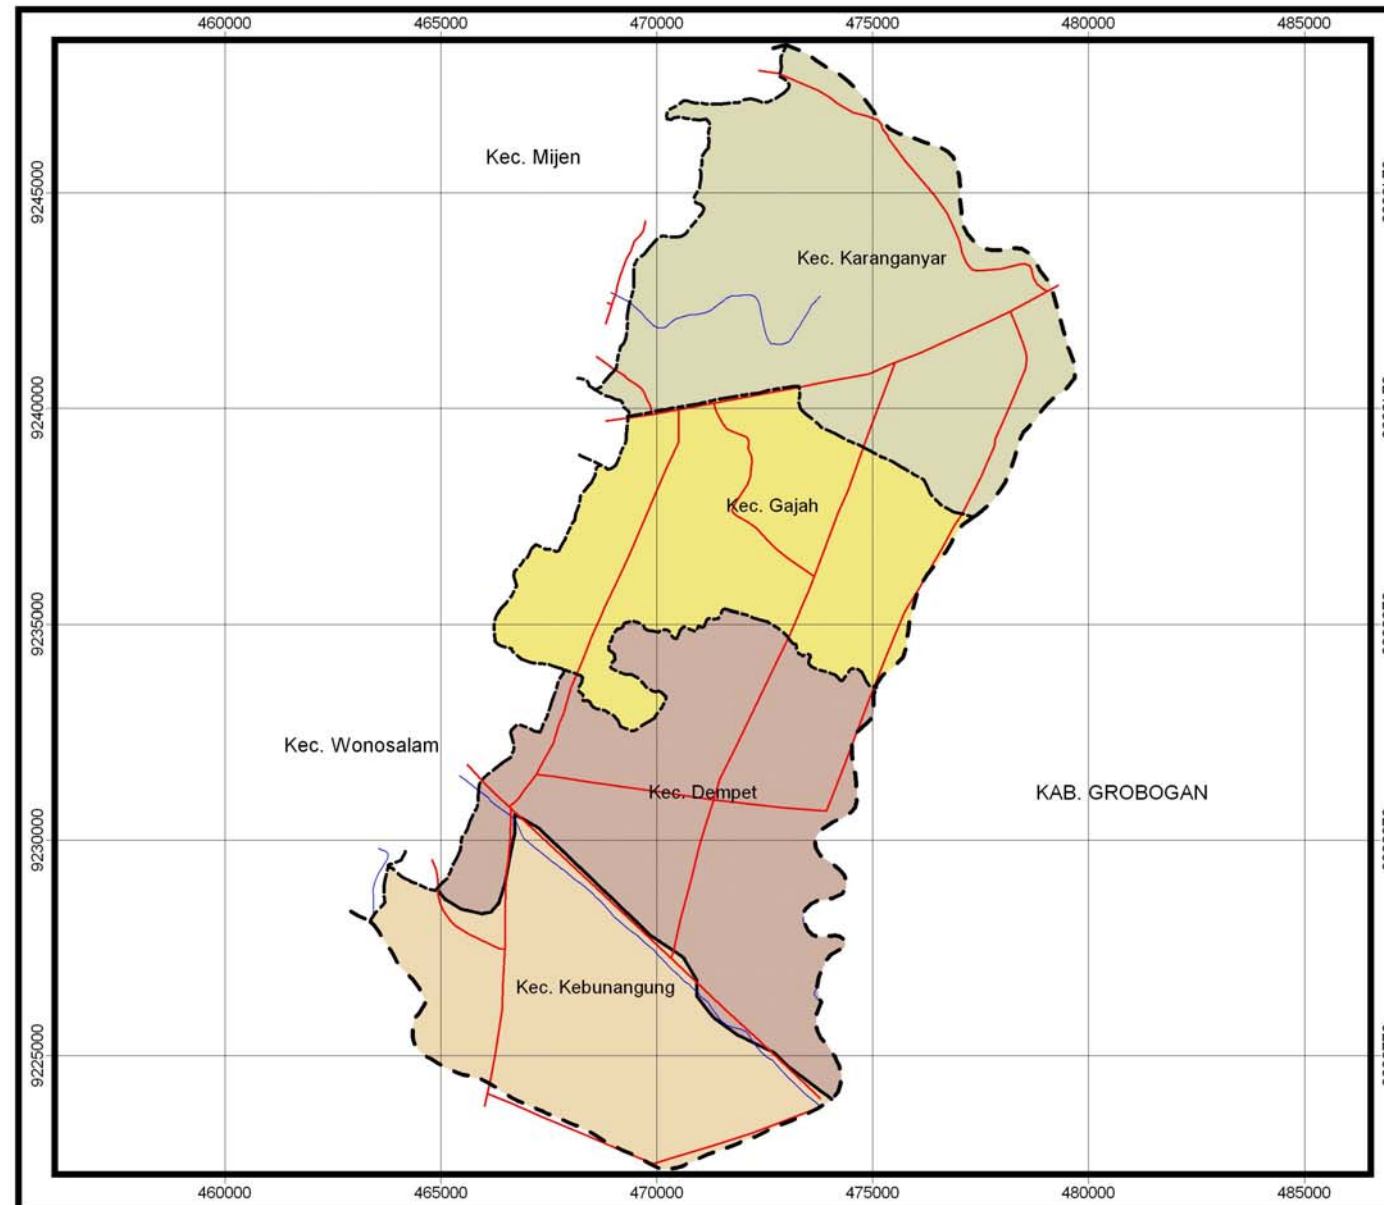 460000 465000 470000 475000 480000 485000
Kec. Mijen
9245000
Kec. Karanganyar
9240000
Kec. Gajah
9235000
Kec. Wonosalam
Kec. Dempet
KAB. GROBOGAN
9230000
Kec. Kebunangung
9225000
460000 465000 470000 475000 480000 485000